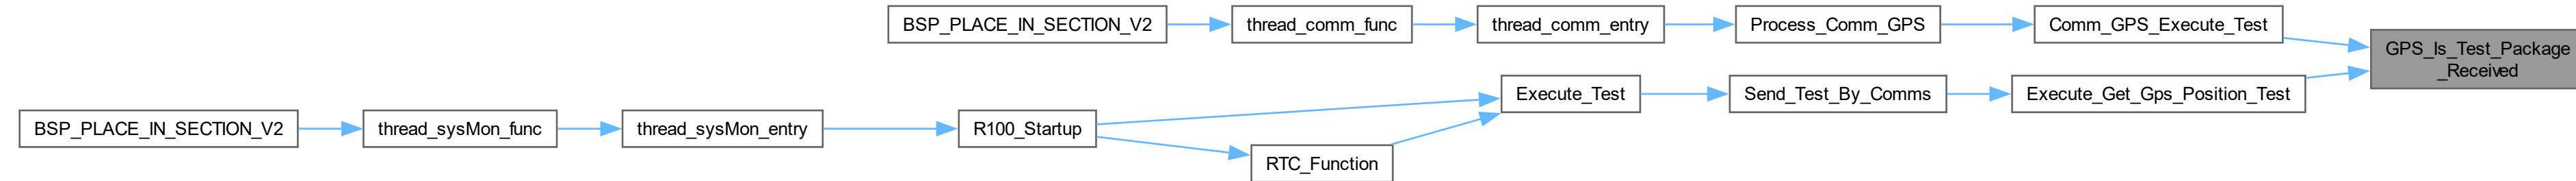 BSP_PLACE_IN_SECTION_V2
thread_comm_func
thread_comm_entry
Process_Comm_GPS
Comm_GPS_Execute_Test
GPS_Is_Test_Package
_Received
Execute_Test
Send_Test_By_Comms
Execute_Get_Gps_Position_Test
BSP_PLACE_IN_SECTION_V2
thread_sysMon_func
thread_sysMon_entry
R100_Startup
RTC_Function